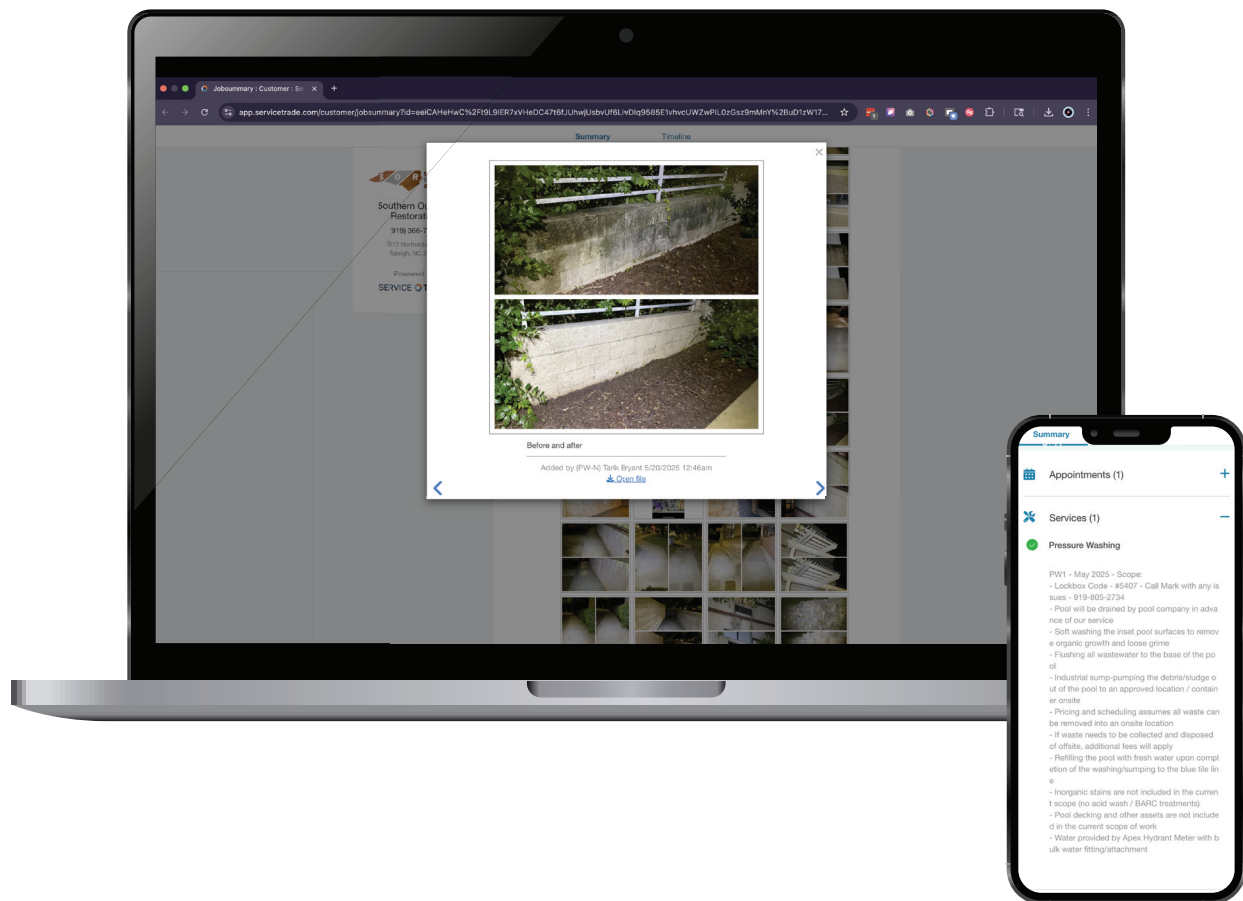 Jobsummary : Customer : Se
app.servicetrade.com/customer/jobsummary?id=eeiCAHeHwC%2Ft9L9IER7xVHeDC47t6fJUhwjUsbvUf6LivDlq9585E1vhvcUWZwPIL0zGsz9mMnY%2BuD1zW17...
Summary Timeline
S O R
Southern Ou
Restorati
(919) 366-7
Raleigh, NC 2
Powered
SERVICE T
Before and after
Added by (PW-N) Tarik Bryant 5/20/2025 12:46am
Open file
Summary
Appointments (1)
Services (1)
Pressure Washing
PW1 - May 2025 - Scope:
- Lockbox Code - #5407 - Call Mark with any is
sues - 919-805-2734
- Pool will be drained by pool company in adva
nce of our service
- Soft washing the inset pool surfaces to remov
e organic growth and loose grime
- Flushing all wastewater to the base of the po
ol
- Industrial sump-pumping the debris/sludge o
ut of the pool to an approved location / contain
er onsite
- Pricing and scheduling assumes all waste can
be removed into an onsite location
- If waste needs to be collected and disposed
of offsite, additional fees will apply
- Refilling the pool with fresh water upon compl
etion of the washing/sumping to the blue tile lin
e
- Inorganic stains are not included in the curren
t scope (no acid wash / BARC treatments)
- Pool decking and other assets are not include
d in the current scope of work
- Water provided by Apex Hydrant Meter with b
ulk water fitting/attachment